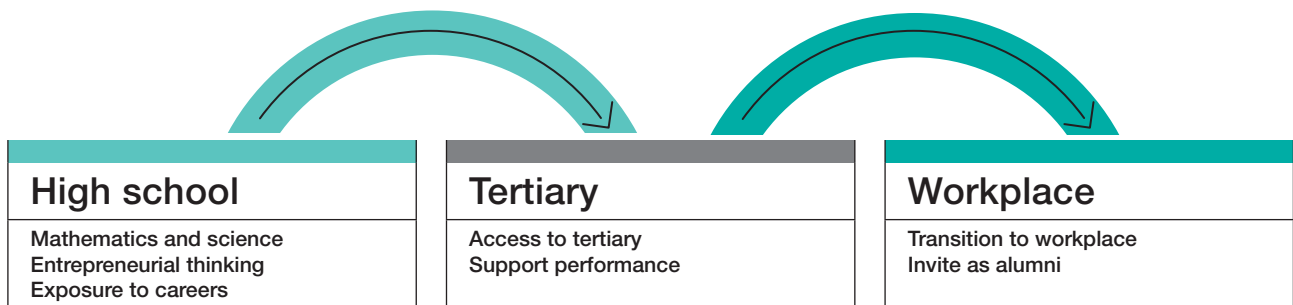 High school
Mathematics and science
Entrepreneurial thinking
Exposure to careers
Tertiary
Access to tertiary
Support performance
Workplace
Transition to workplace
Invite as alumni